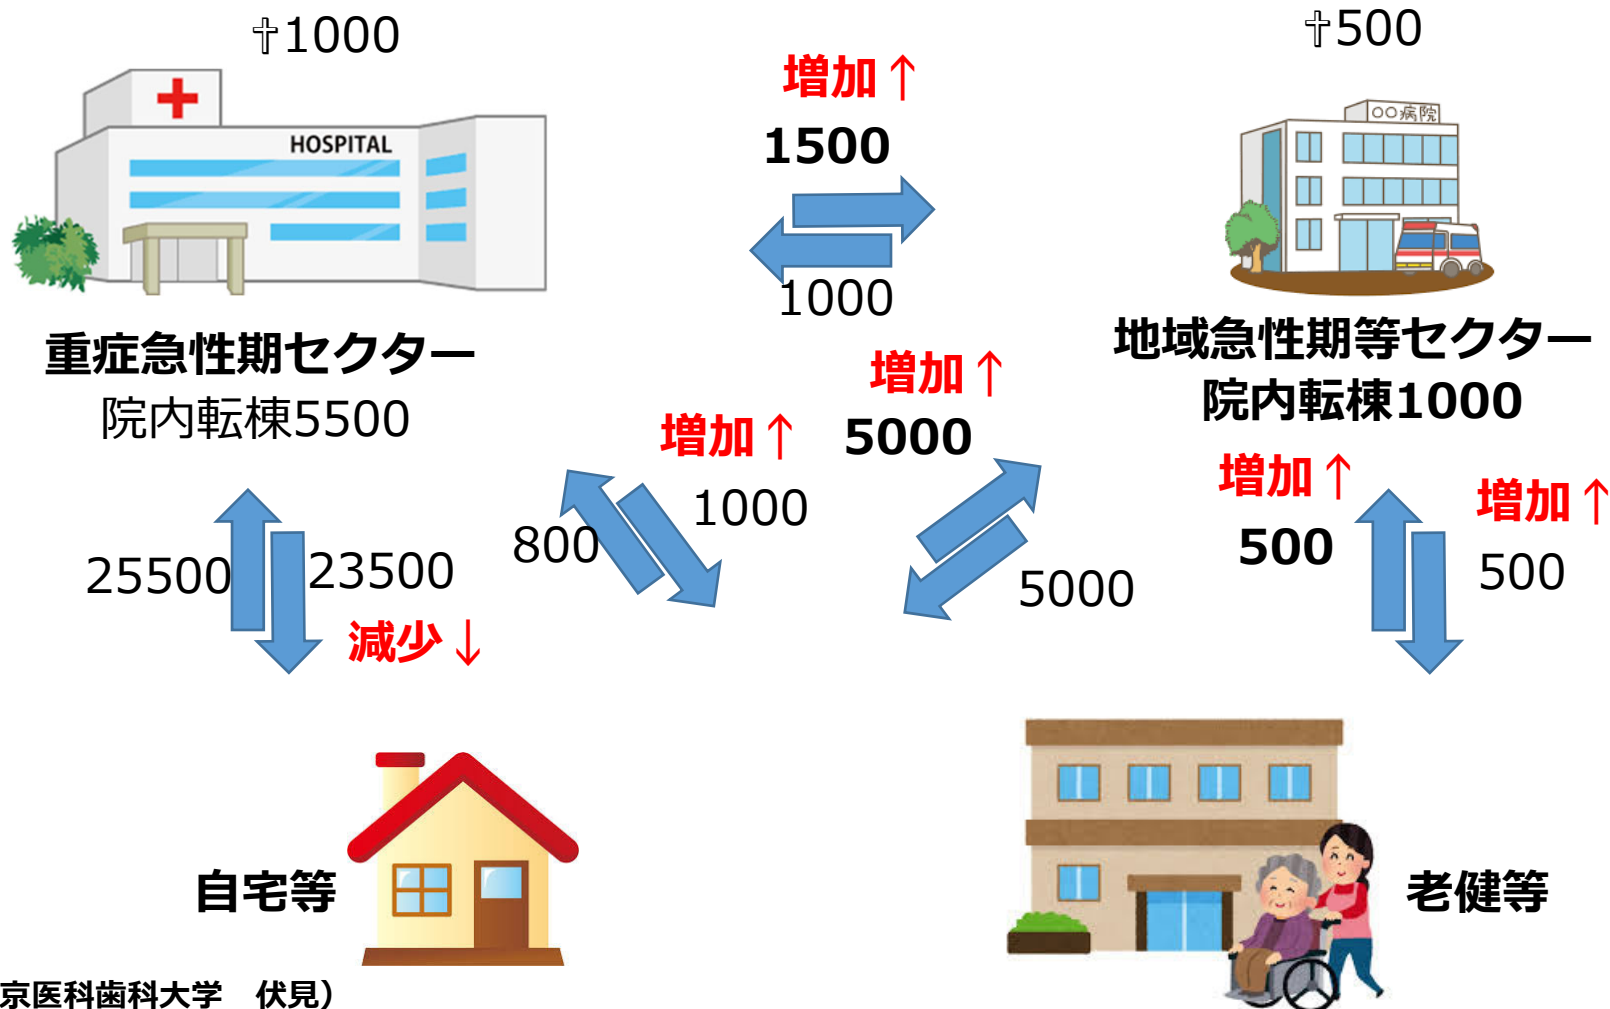 ✝1000
✝500
増加↑
1500
1000
HOSPITAL
○○病院
重症急性期セクター
院内転棟5500
地域急性期等セクター
院内転棟1000
増加↑
5000
増加↑
1000
800
5000
増加↑
500
増加↑
500
25500
23500
減少↓
自宅等
老健等
京医科歯科大学　伏見）